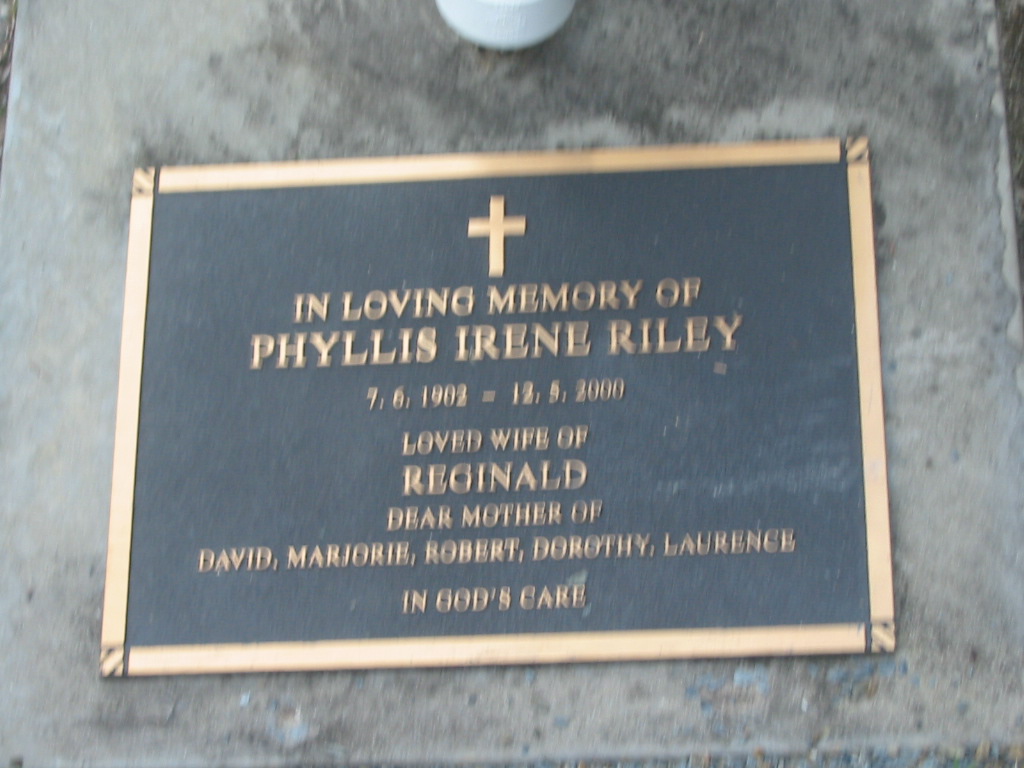 IN LOVING MEMORY OF
PHYLLIS IRENE RILEY
7. 6. 1902 – 12. 5. 2000
LOVED WIFE OF
REGINALD
DEAR MOTHER OF
DAVID, MARJORIE, ROBERT, DOROTHY, LAURENCE
IN GOD'S CARE